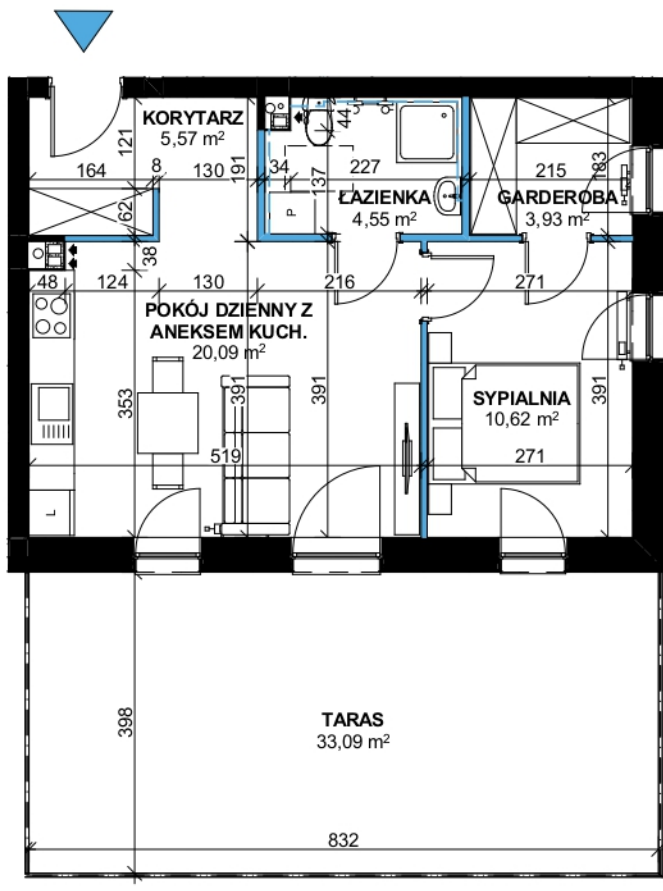 KORYTARZ
5,57 m²
121
164
8
130
191
34
44
137
227
ŁAZIENKA
4,55 m²
215
183
GARDEROBA
3,93 m²
P
62
38
48
124
130
216
271
POKÓJ DZIENNY Z
ANEKSEM KUCH.
20,09 m²
353
391
391
391
SYPIALNIA
10,62 m²
519
271
L
398
TARAS
33,09 m²
832